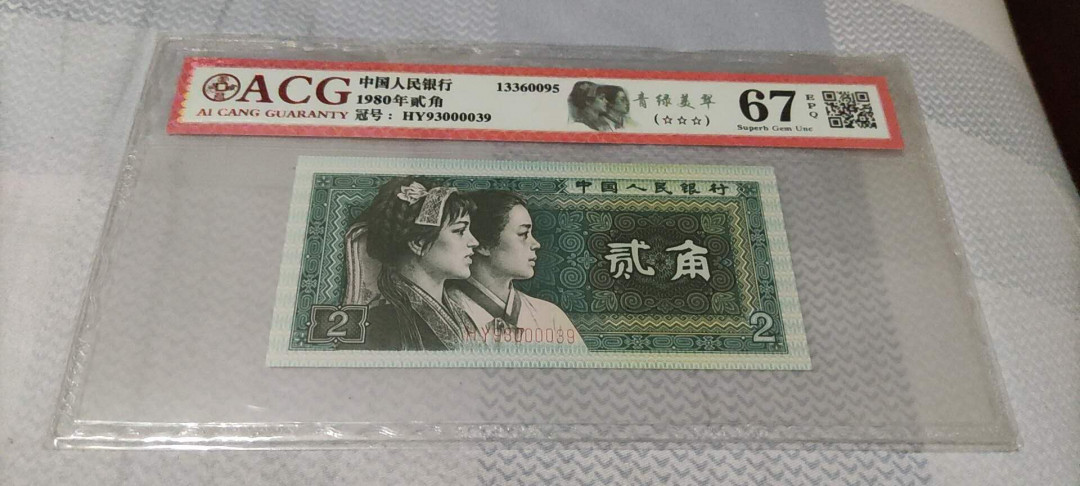 ACG
AI CANG GUARANTY
中国人民银行
1980年贰角
冠号：HY93000039
13360095
青绿美翠
(☆☆☆)
67
EPQ
Superb Gem Unc
中国人民银行
贰角
2
HY93000039
2